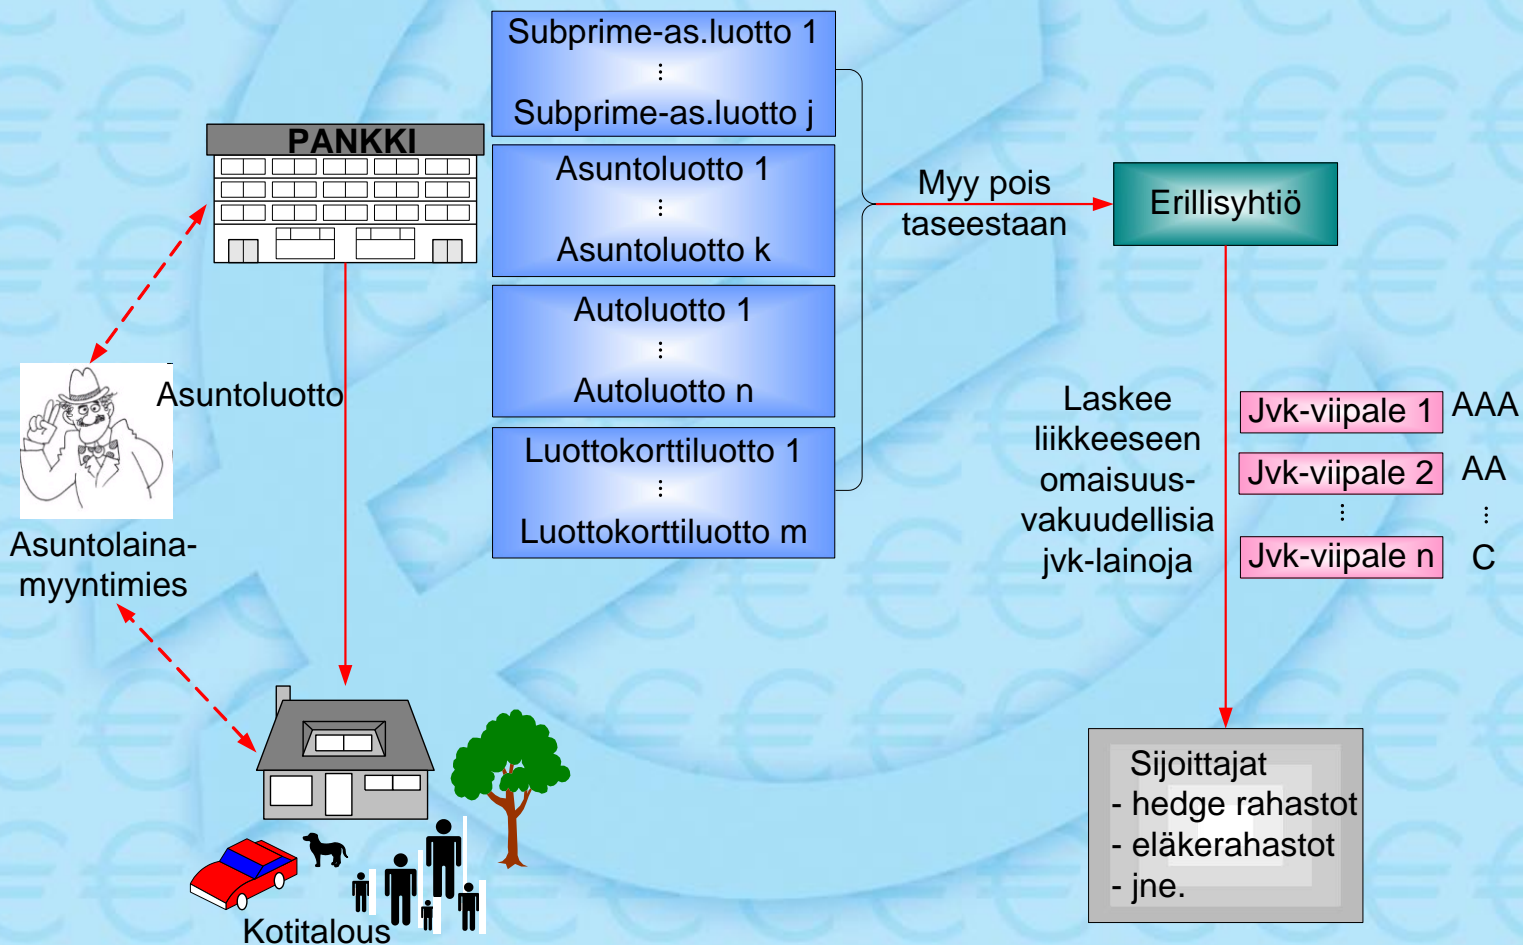 PANKKI
Subprime-as.luotto 1
⋮
Subprime-as.luotto j
Asuntoluotto 1
⋮
Asuntoluotto k
Autoluotto 1
⋮
Autoluotto n
Luottokorttiluotto 1
⋮
Luottokorttiluotto m
Myy pois
taseestaan
Erillisyhtiö
Asuntoluotto
Asuntolaina-
myyntimies
Laskee
liikkeeseen
omaisuus-
vakuudellisia
jvk-lainoja
Jvk-viipale 1 AAA
Jvk-viipale 2 AA
⋮ ⋮
Jvk-viipale n C
Sijoittajat
- hedge rahastot
- eläkerahastot
- jne.
Kotitalous